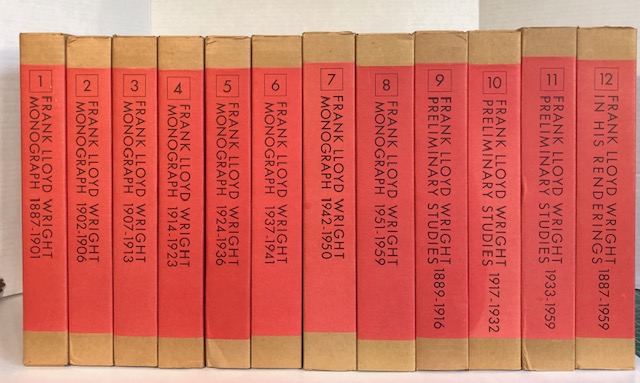 1
FRANK LLOYD WRIGHT
MONOGRAPH 1887-1901
2
FRANK LLOYD WRIGHT
MONOGRAPH 1902-1906
3
FRANK LLOYD WRIGHT
MONOGRAPH 1907-1913
4
FRANK LLOYD WRIGHT
MONOGRAPH 1914-1923
5
FRANK LLOYD WRIGHT
MONOGRAPH 1924-1936
6
FRANK LLOYD WRIGHT
MONOGRAPH 1937-1941
7
FRANK LLOYD WRIGHT
MONOGRAPH 1942-1950
8
FRANK LLOYD WRIGHT
MONOGRAPH 1951-1959
9
FRANK LLOYD WRIGHT
PRELIMINARY STUDIES 1889-1916
10
FRANK LLOYD WRIGHT
PRELIMINARY STUDIES 1917-1932
11
FRANK LLOYD WRIGHT
PRELIMINARY STUDIES 1933-1959
12
FRANK LLOYD WRIGHT
IN HIS RENDERINGS 1887-1959